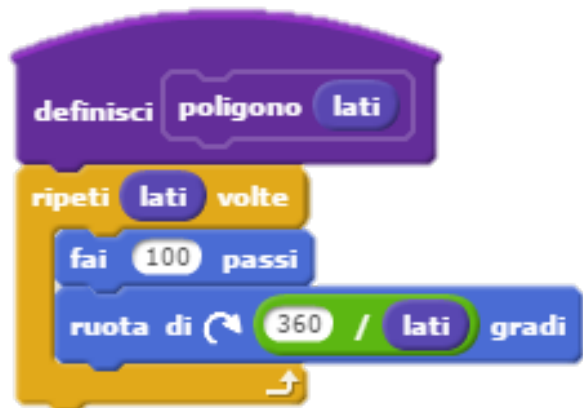 definisci poligono lati
ripeti lati volte
fai 100 passi
ruota di 360 / lati gradi